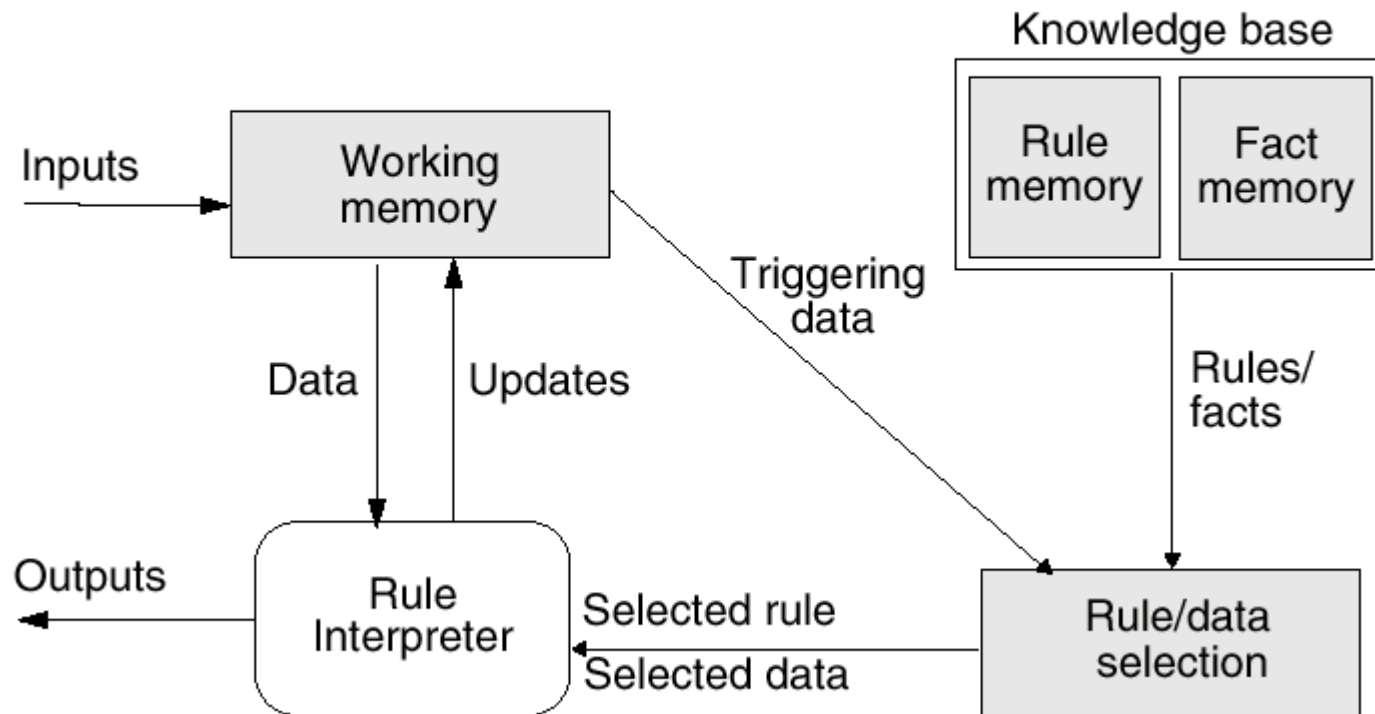 Knowledge base
Inputs
Working
memory
Rule
memory
Fact
memory
Triggering
data
Data
Updates
Rules/
facts
Outputs
Rule
Interpreter
Selected rule
Selected data
Rule/data
selection